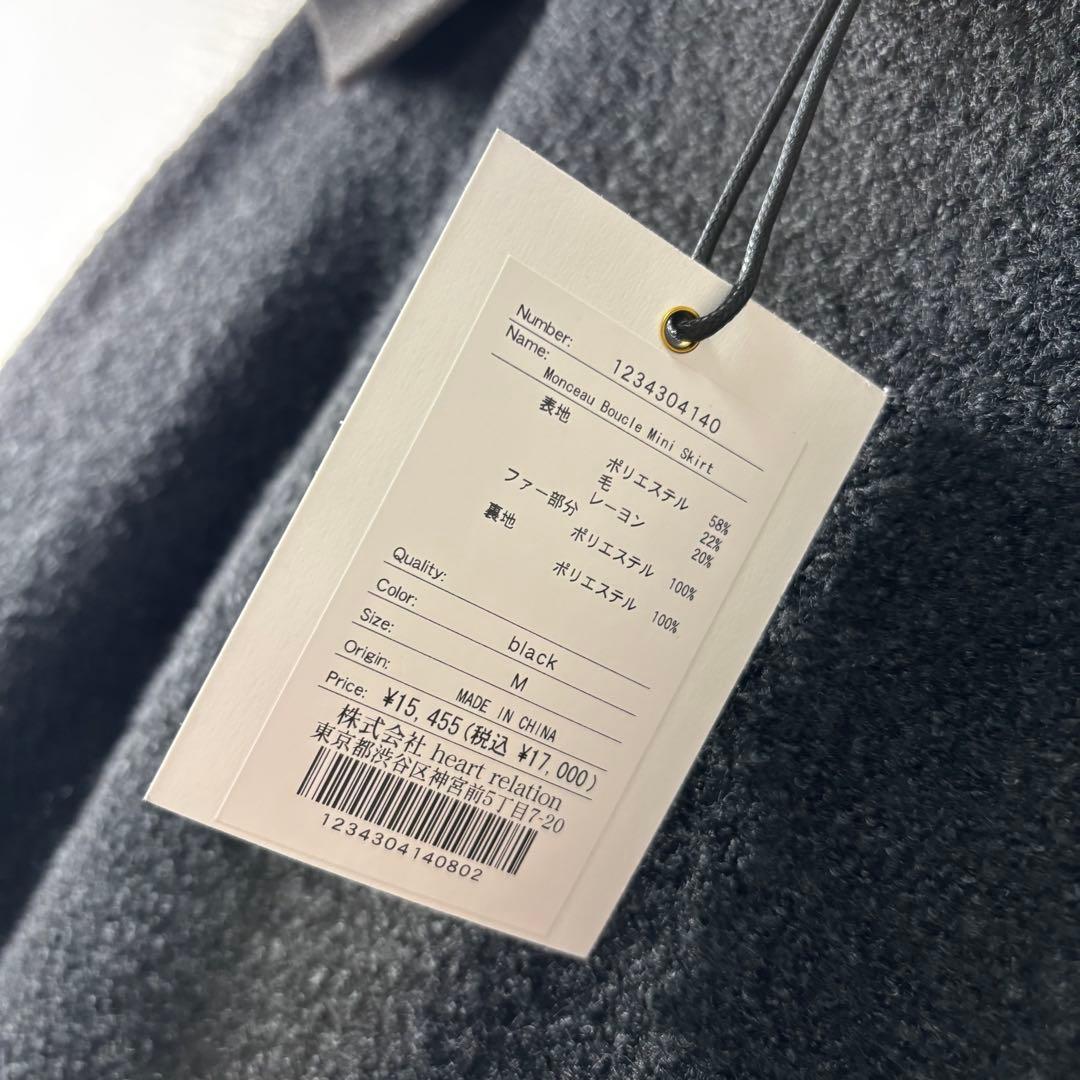 Number: 1234304140
Name: Monceau Boucle Mini Skirt
表地
ポリエステル 58%
毛 22%
レーヨン 20%
ファー部分
ポリエステル 100%
裏地
ポリエステル 100%
Quality:
Color: black
Size: M
Origin: MADE IN CHINA
Price: ¥15,455(税込 ¥17,000)
株式会社 heart relation
東京都渋谷区神宮前5丁目7-20
1234304140802